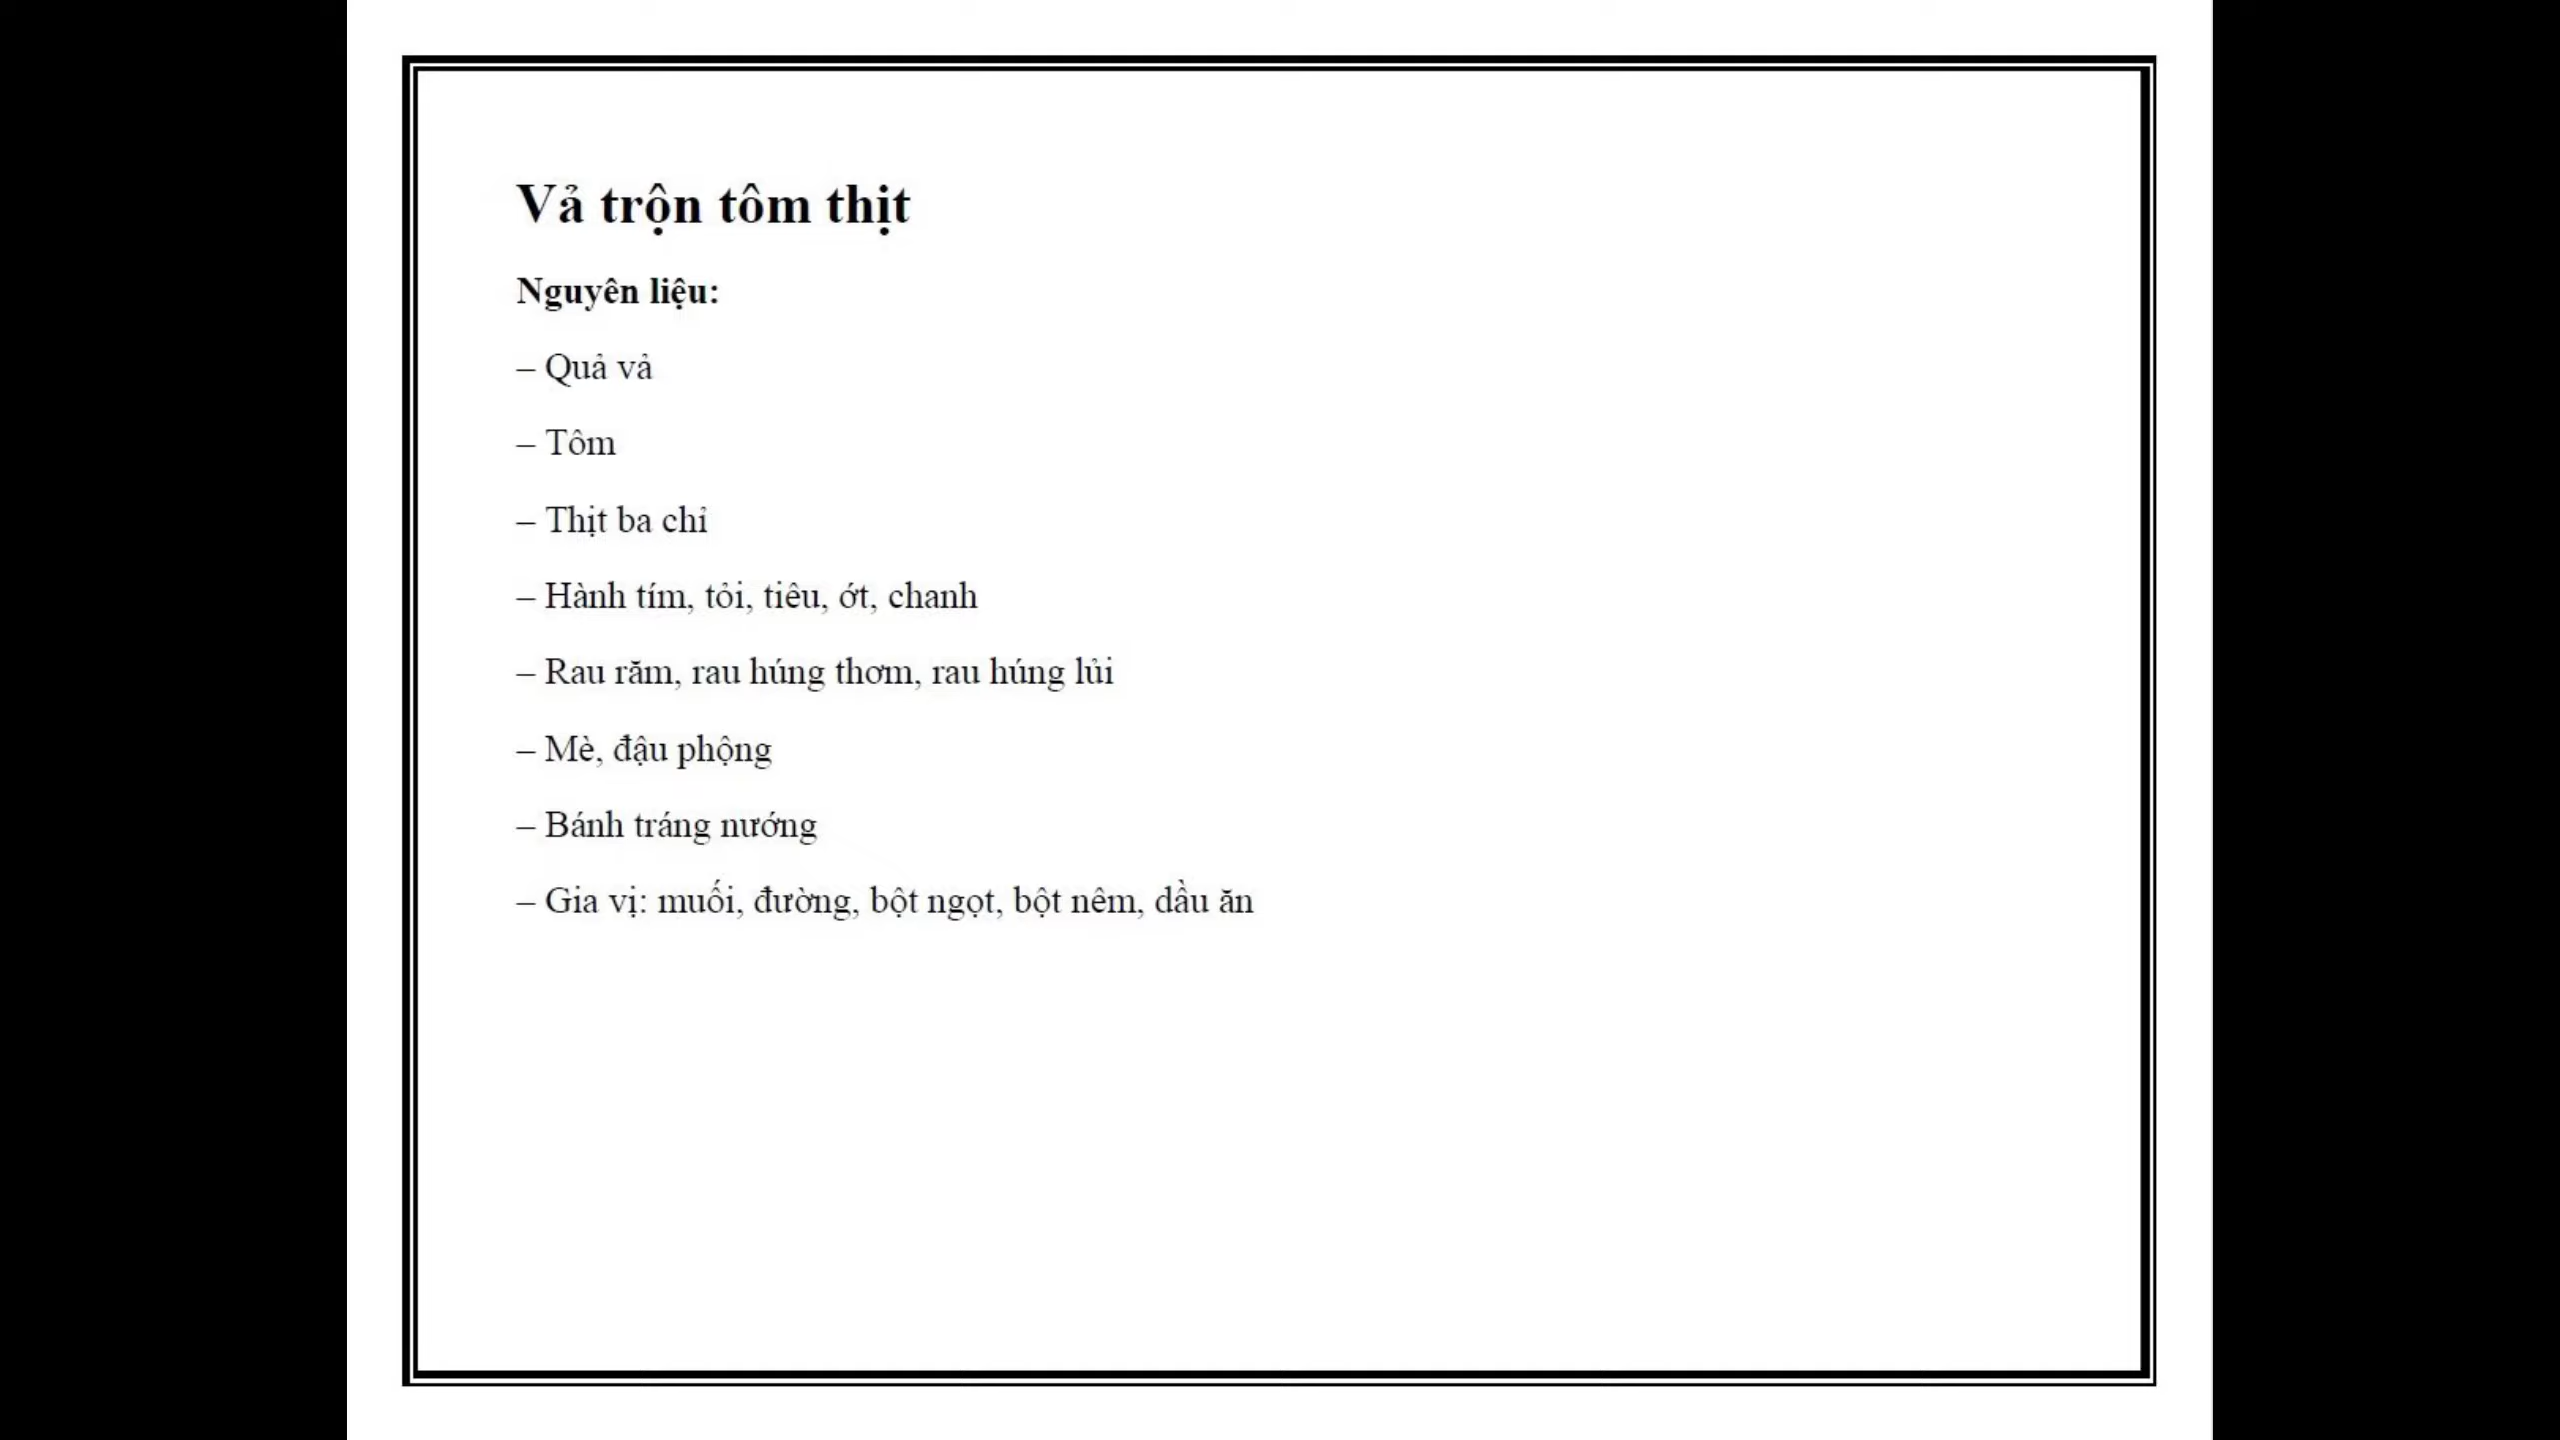 Vả trộn tôm thịt
Nguyên liệu:
– Quả vả
– Tôm
– Thịt ba chỉ
– Hành tím, tỏi, tiêu, ớt, chanh
– Rau răm, rau húng thơm, rau húng lủi
– Mè, đậu phộng
– Bánh tráng nướng
– Gia vị: muối, đường, bột ngọt, bột nêm, dầu ăn